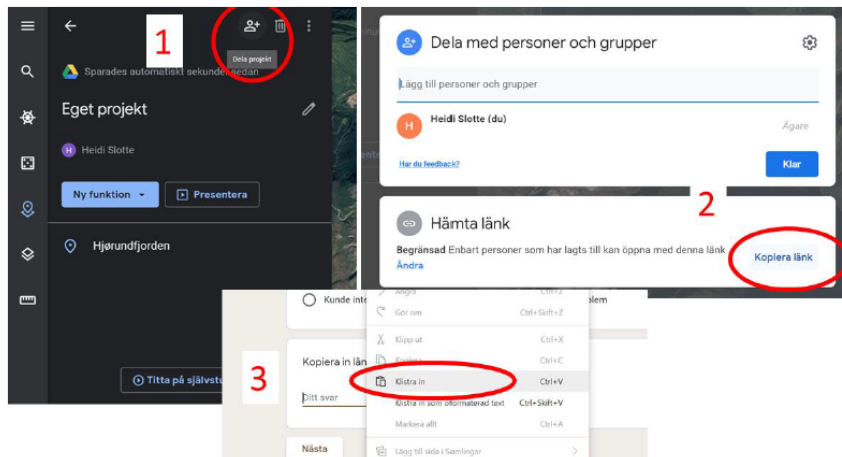 1
Dela projekt
Sparades automatiskt sekunder sedan
Eget projekt
Heidi Slotte
Ny funktion
Presentera
Hjørundfjorden
Titta på självstu
Dela med personer och grupper
Lägg till personer och grupper
H
Heidi Slotte (du)
Ägare
Har du feedback?
Klar
2
Hämta länk
Begränsad Enbart personer som har lagts till kan öppna med denna länk
Ändra
Kopiera länk
3
Kunde inte
blem
Ångra Ctrl+Z
Gör om Ctrl+Skift+Z
Klipp ut Ctrl+X
Kopiera Ctrl+C
Kopiera in län
Klistra in Ctrl+V
Ditt svar
Klistra in som oformaterad text Ctrl+Skift+V
Markera allt Ctrl+A
Nästa
Lägg till sida i Samlingar